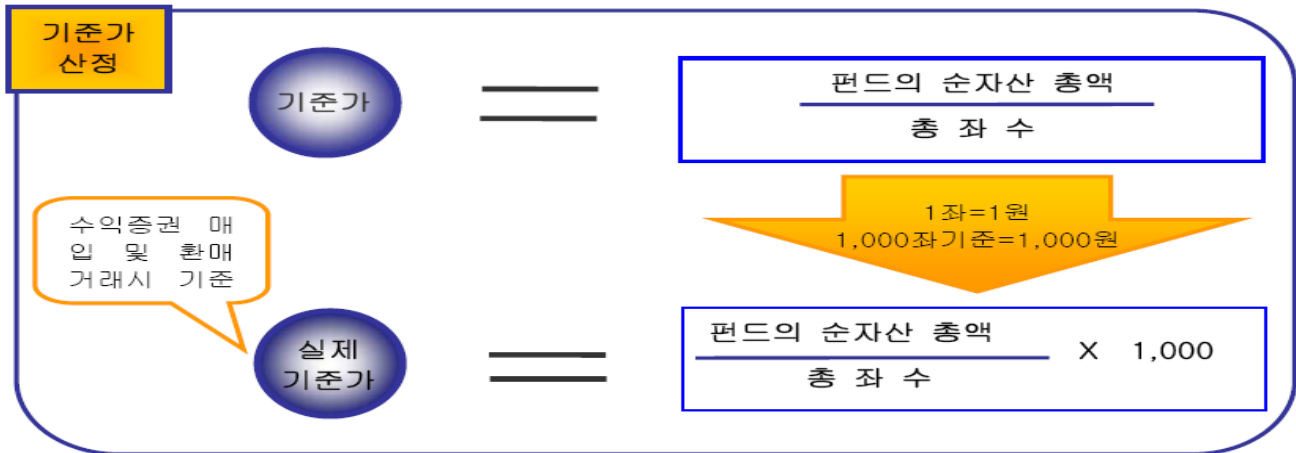 기준가
산정
기준가
펀드의 순자산 총액
총 좌 수
1좌=1원
1,000좌기준=1,000원
수익증권 매
입 및 환매
거래시 기준
실제
기준가
펀드의 순자산 총액
총 좌 수
X 1,000